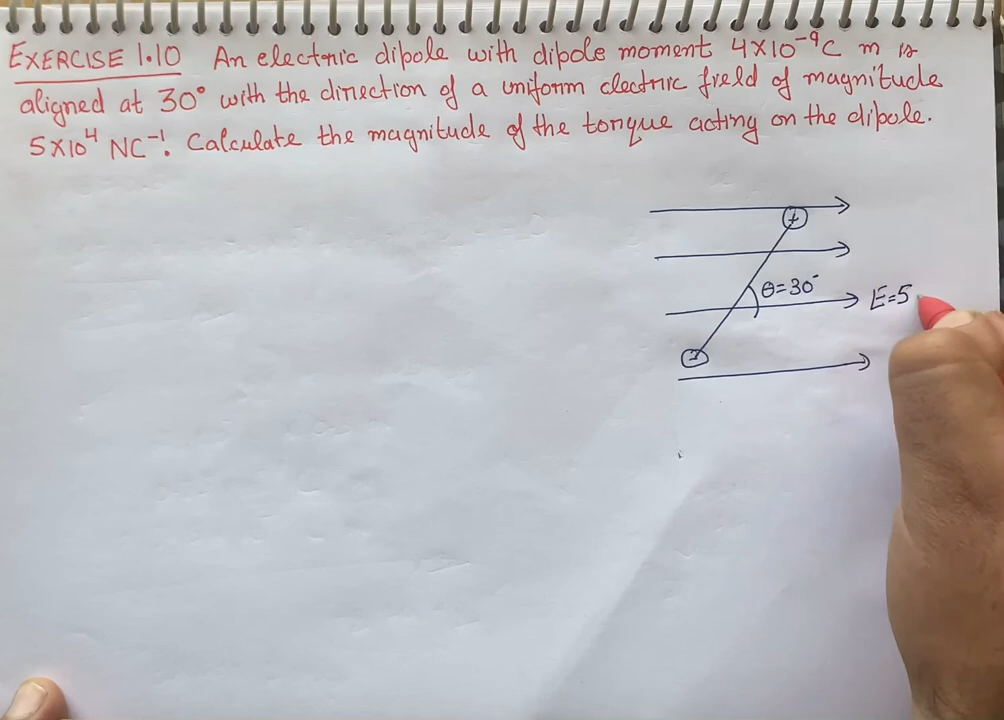 EXERCISE 1.10 An electric dipole with dipole moment 4×10⁻⁹C m is
aligned at 30° with the direction of a uniform electric field of magnitude
5×10⁴ NC⁻¹. Calculate the magnitude of the torque acting on the dipole.
+
θ=30°
E=5
-